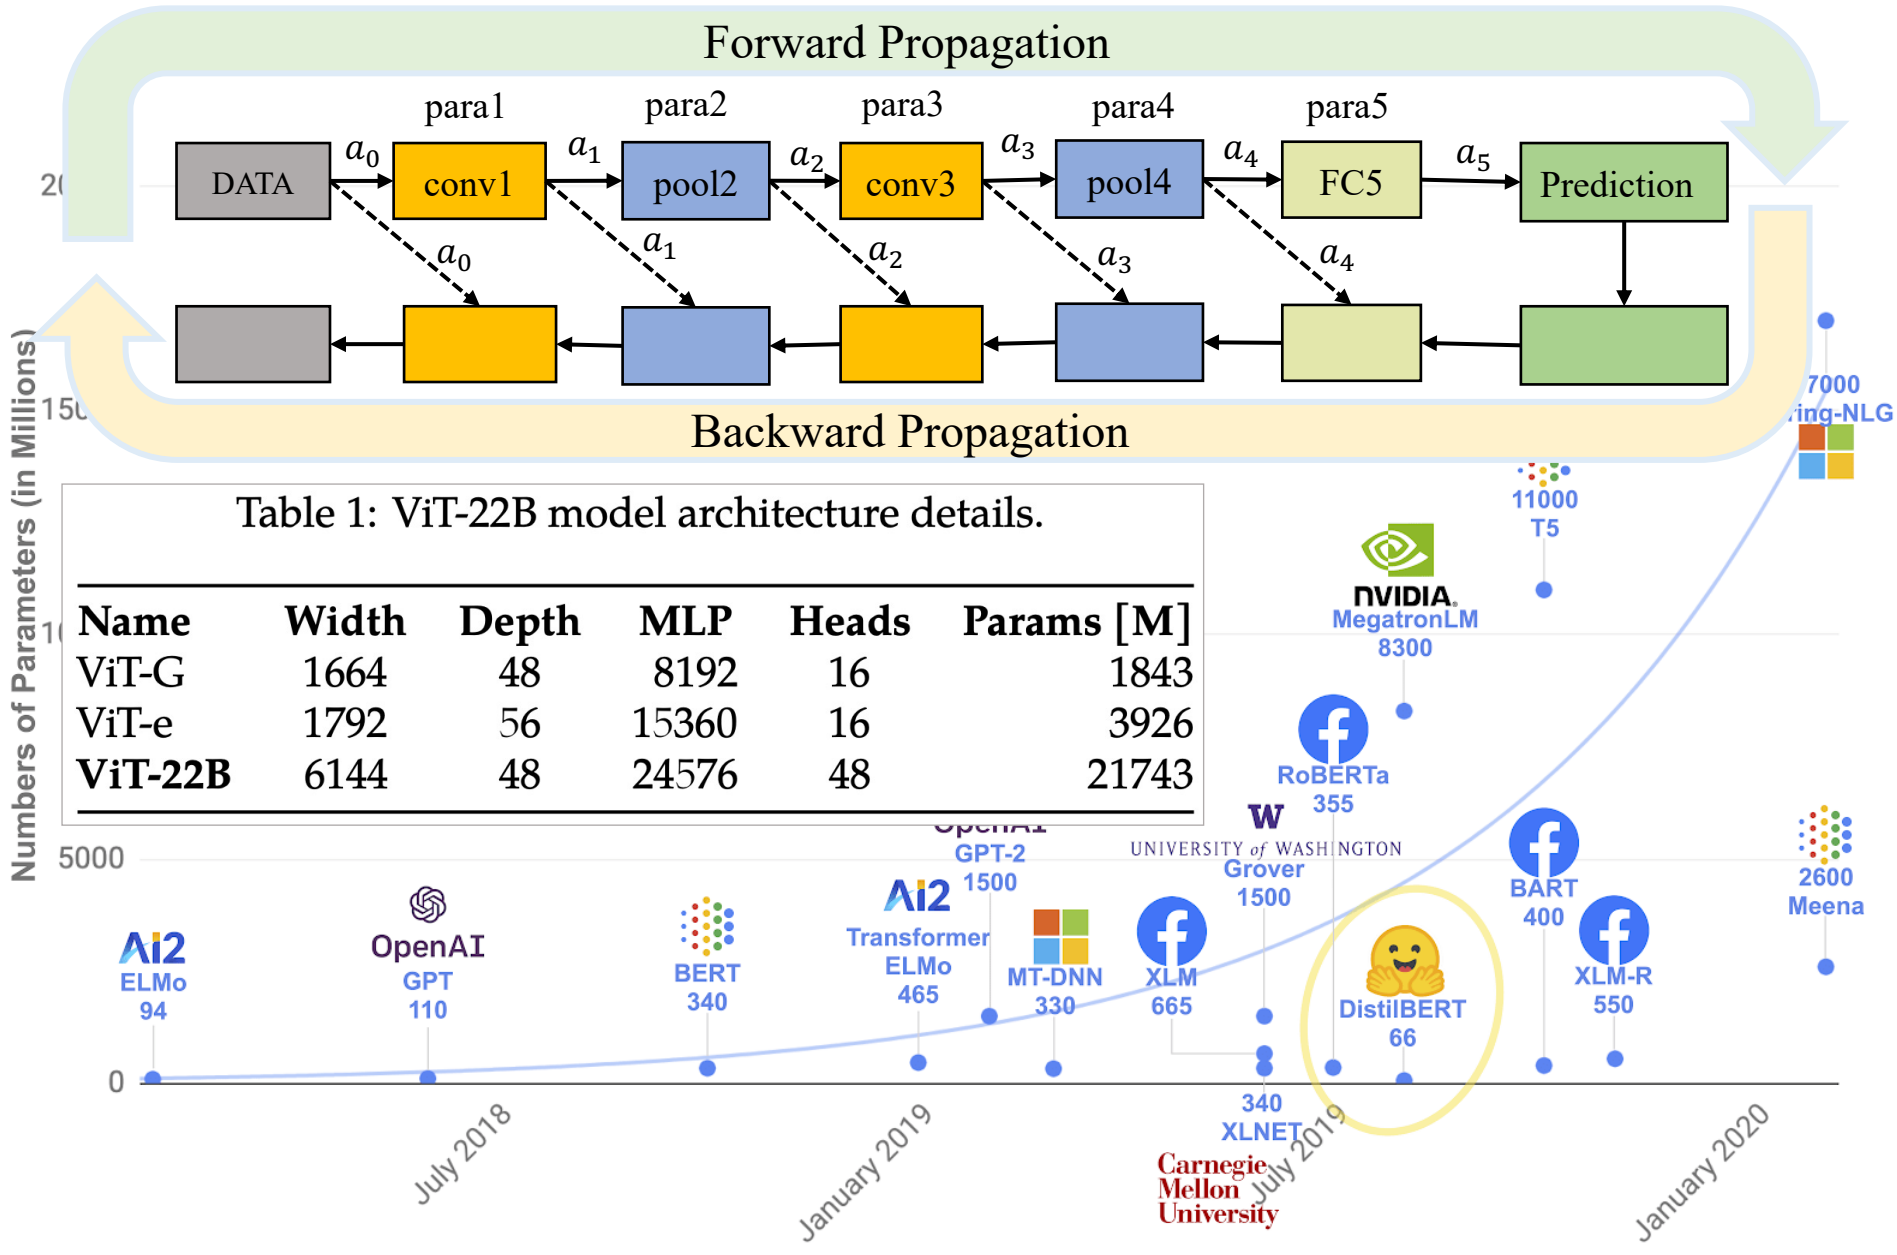 Forward Propagation
para1 para2 para3 para4 para5
a0 a1 a2 a3 a4 a5
DATA conv1 pool2 conv3 pool4 FC5 Prediction
a0 a1 a2 a3 a4
Backward Propagation
Numbers of Parameters (in Millions)
5000
0
7000
11000
T5
NVIDIA
MegatronLM
8300
Table 1: ViT-22B model architecture details.
Name Width Depth MLP Heads Params [M]
ViT-G 1664 48 8192 16 1843
ViT-e 1792 56 15360 16 3926
ViT-22B 6144 48 24576 48 21743
RoBERTa
355
OpenAI
GPT-2
1500
W
UNIVERSITY of WASHINGTON
Grover
1500
BART
400
2600
Meena
AI2
ELMo
94
OpenAI
GPT
110
BERT
340
AI2
Transformer
ELMo
465
MT-DNN
330
XLM
665
DistilBERT
66
XLM-R
550
340
XLNET
Carnegie
Mellon
University
July 2018
January 2019
July 2019
January 2020